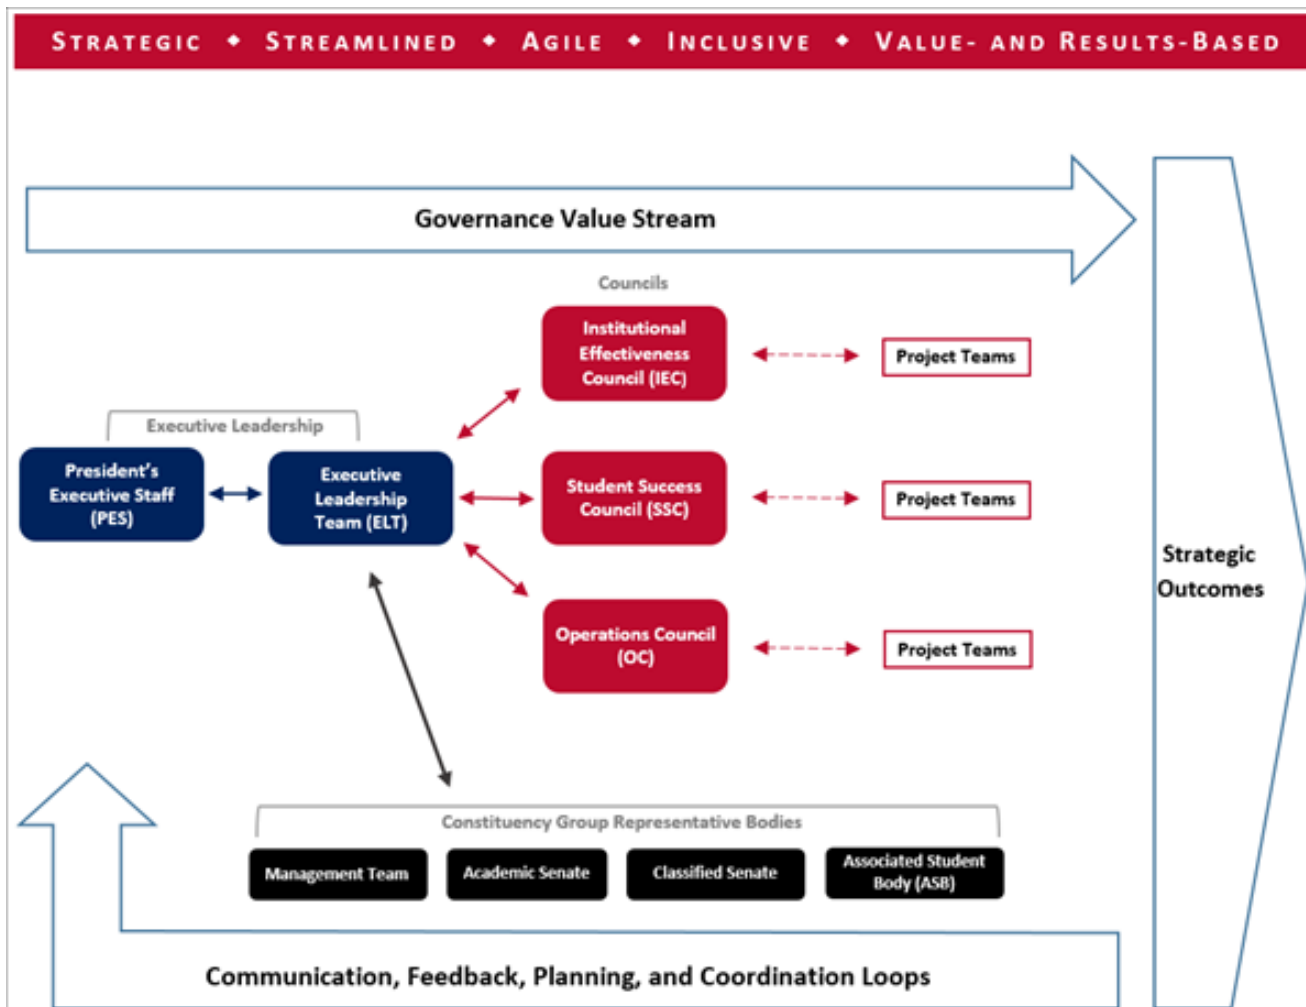 STRATEGIC ◆ STREAMLINED ◆ AGILE ◆ INCLUSIVE ◆ VALUE- AND RESULTS-BASED
Governance Value Stream
Councils
Institutional
Effectiveness
Council (IEC)
Project Teams
Executive Leadership
President's
Executive Staff
(PES)
Executive
Leadership
Team (ELT)
Student Success
Council (SSC)
Project Teams
Strategic
Outcomes
Operations Council
(OC)
Project Teams
Constituency Group Representative Bodies
Management Team
Academic Senate
Classified Senate
Associated Student
Body (ASB)
Communication, Feedback, Planning, and Coordination Loops